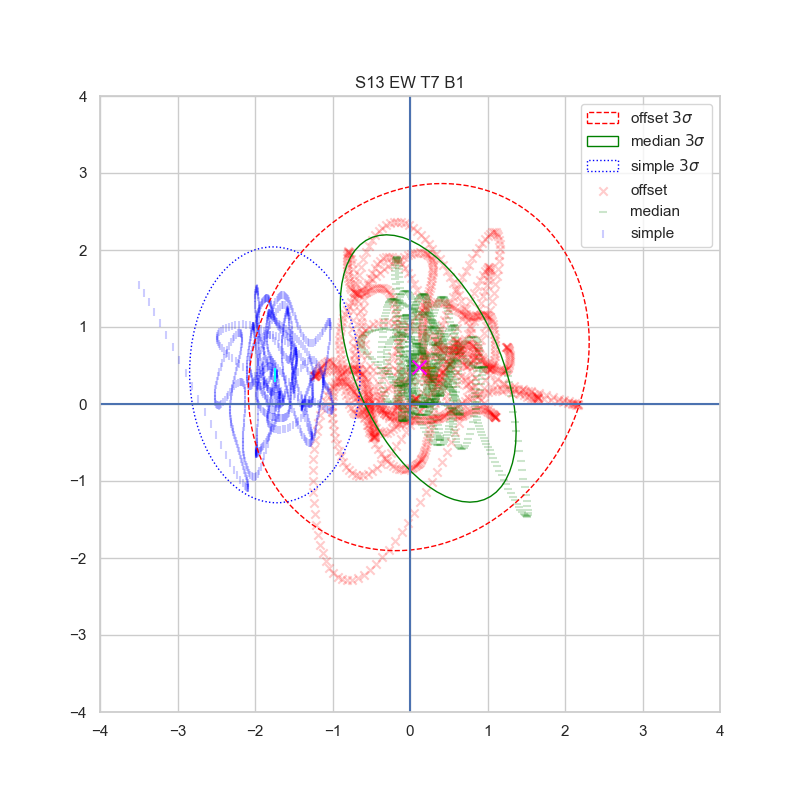 S13 EW T7 B1
offset 3σ
median 3σ
simple 3σ
offset
median
simple
4
3
2
1
0
−1
−2
−3
−4
−4 −3 −2 −1 0 1 2 3 4